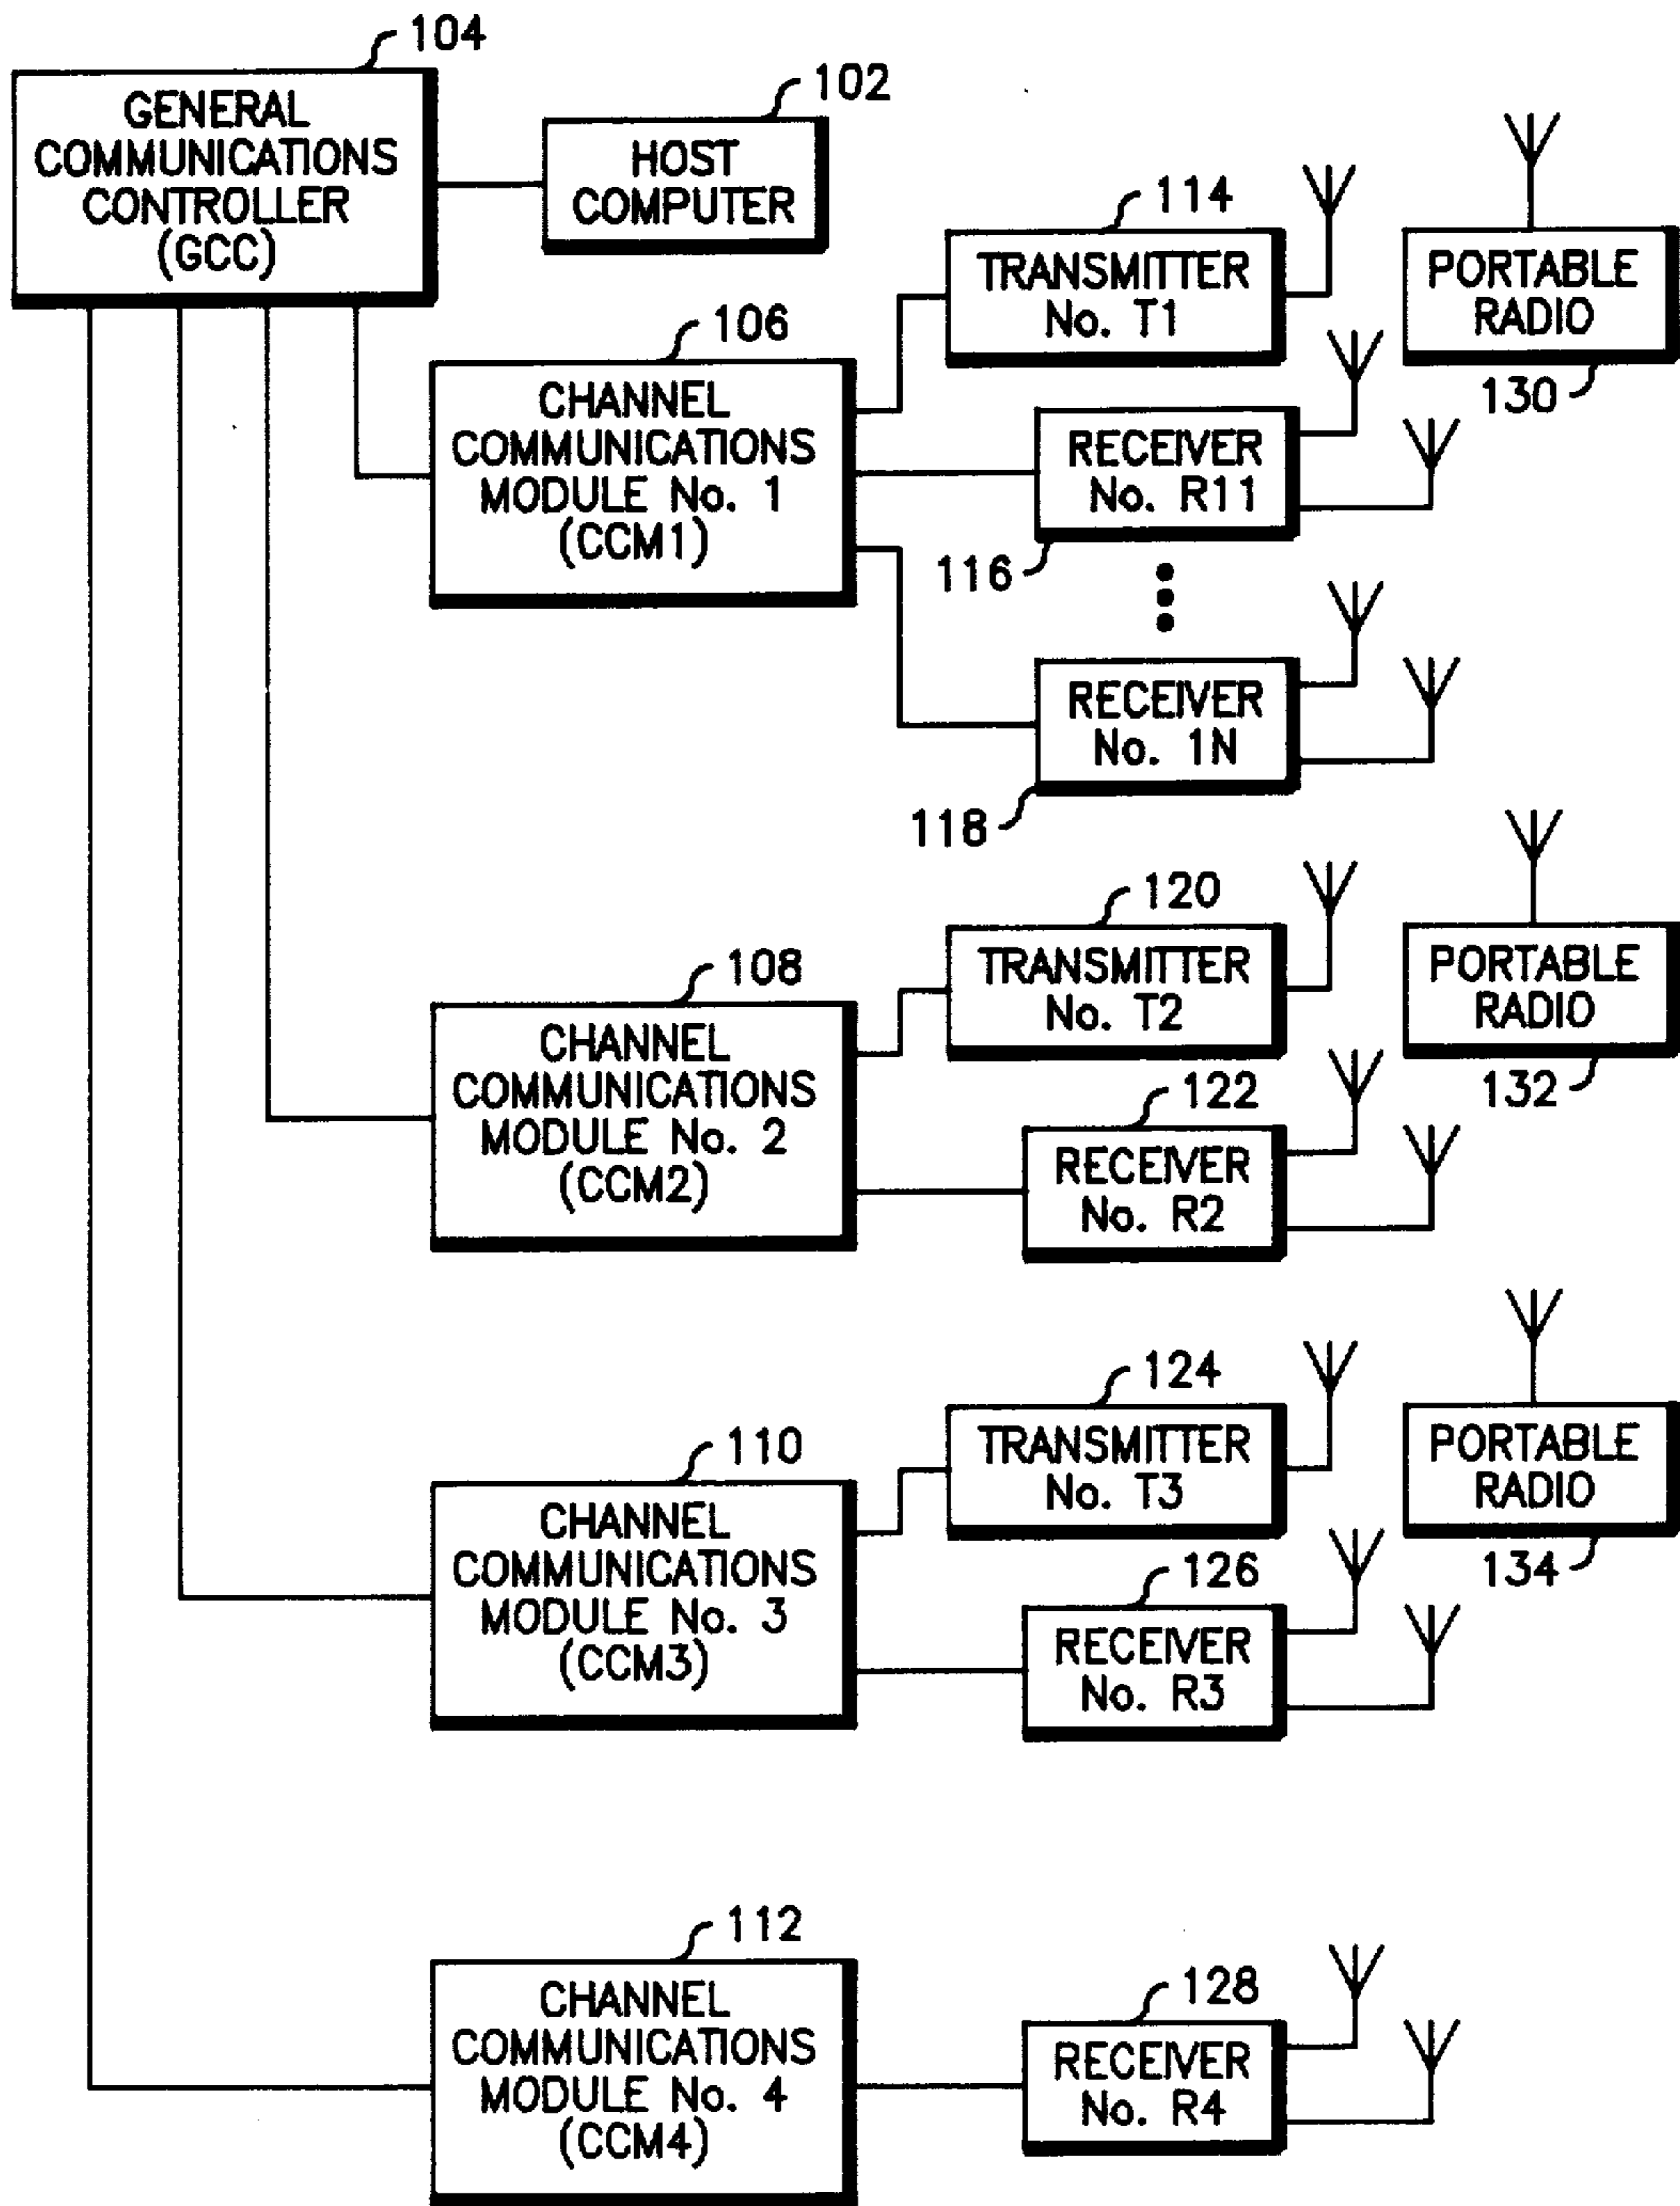 104
GENERAL
COMMUNICATIONS
CONTROLLER
(GCC)
102
HOST
COMPUTER
114
TRANSMITTER
No. T1
PORTABLE
RADIO
130
106
CHANNEL
COMMUNICATIONS
MODULE No. 1
(CCM1)
RECEIVER
No. R11
116
RECEIVER
No. 1N
118
120
TRANSMITTER
No. T2
PORTABLE
RADIO
132
108
CHANNEL
COMMUNICATIONS
MODULE No. 2
(CCM2)
122
RECEIVER
No. R2
124
TRANSMITTER
No. T3
PORTABLE
RADIO
134
110
CHANNEL
COMMUNICATIONS
MODULE No. 3
(CCM3)
126
RECEIVER
No. R3
112
CHANNEL
COMMUNICATIONS
MODULE No. 4
(CCM4)
128
RECEIVER
No. R4